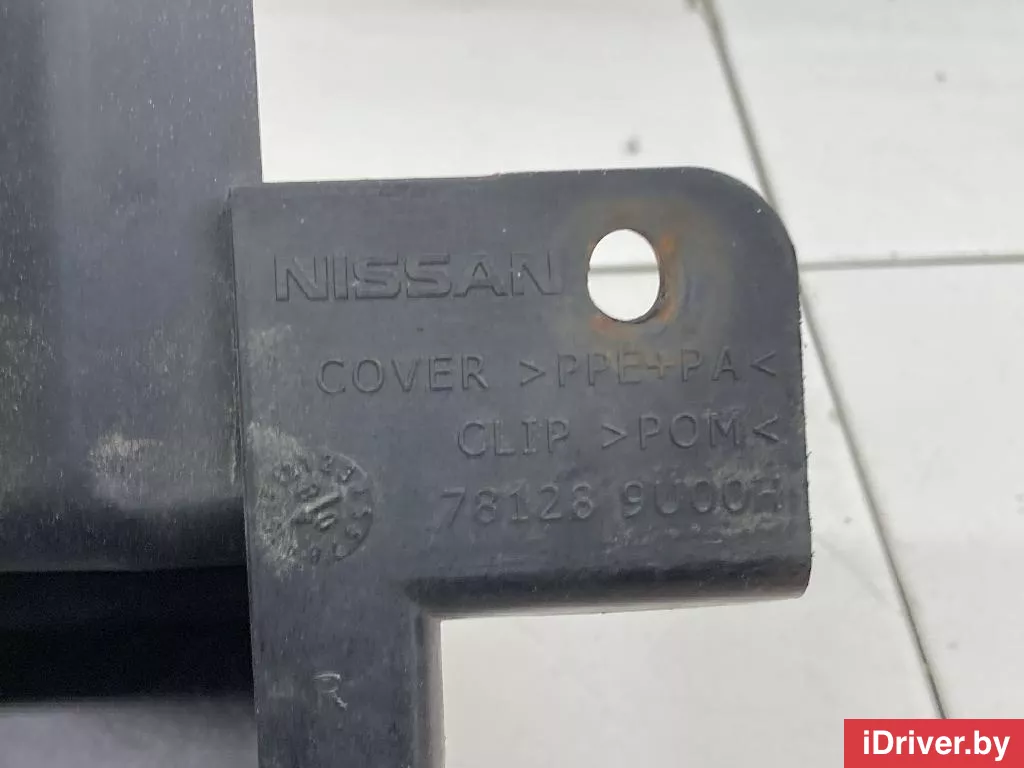 NISSAN
COVER >PPE+PA<
CLIP >POM<
78128 9U00H
R
iDriver.by